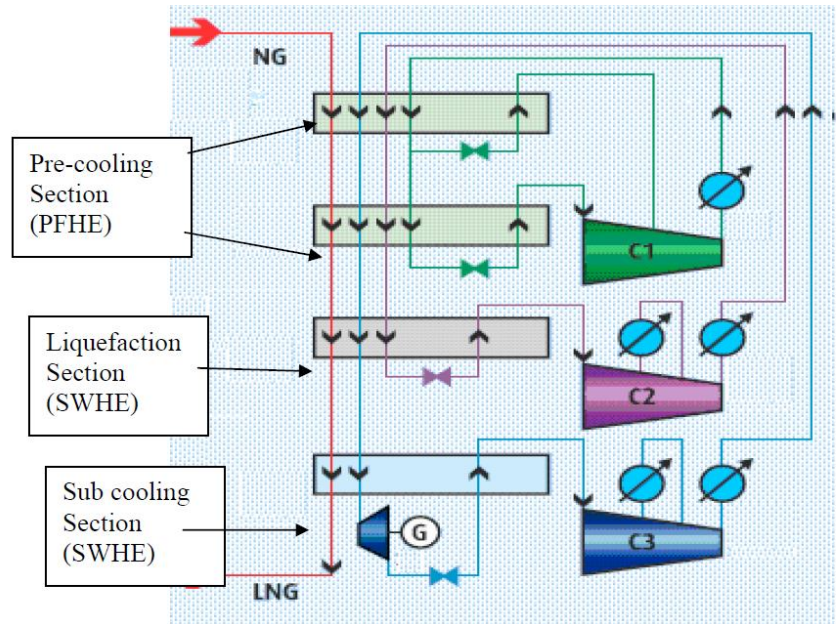 NG
Pre-cooling
Section
(PFHE)
C1
Liquefaction
Section
(SWHE)
C2
Sub cooling
Section
(SWHE)
G
C3
LNG